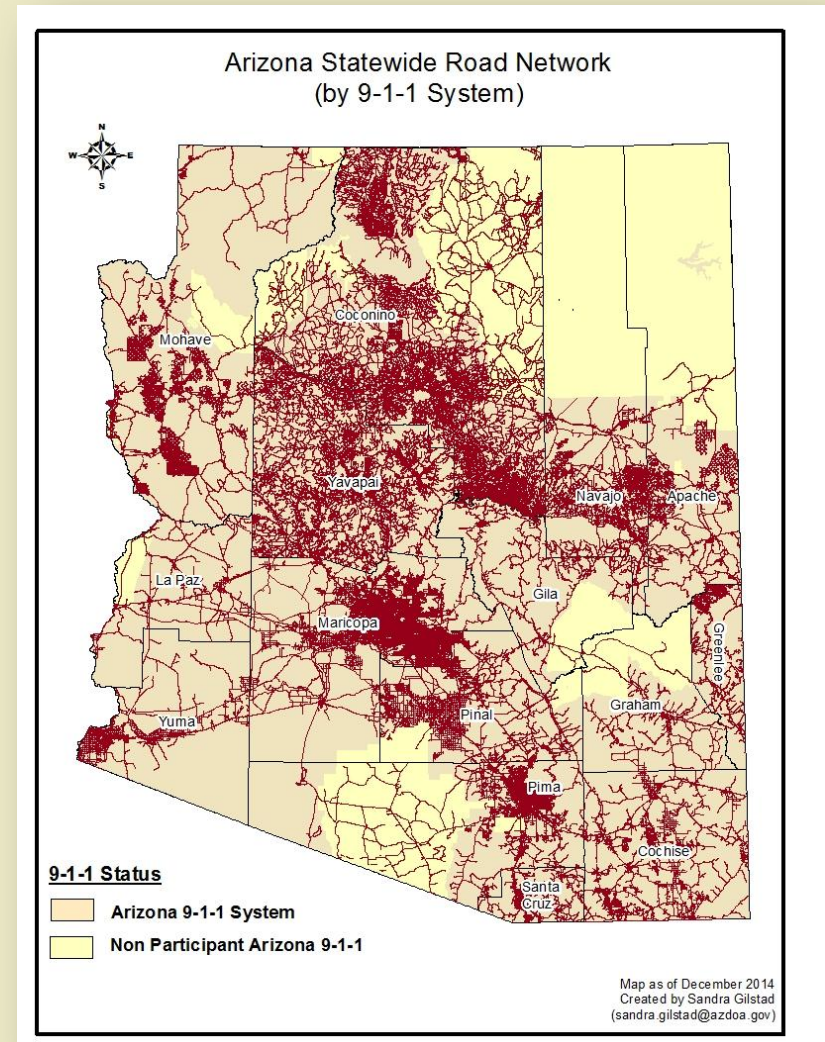 Arizona Statewide Road Network
(by 9-1-1 System)
N
W
E
S
Coconino
Mohave
Yavapai
Navajo
Apache
La Paz
Gila
Maricopa
Greenlee
Graham
Yuma
Pinal
Pima
Cochise
Santa
Cruz
9-1-1 Status
Arizona 9-1-1 System
Non Participant Arizona 9-1-1
Map as of December 2014
Created by Sandra Gilstad
(sandra.gilstad@azdoa.gov)